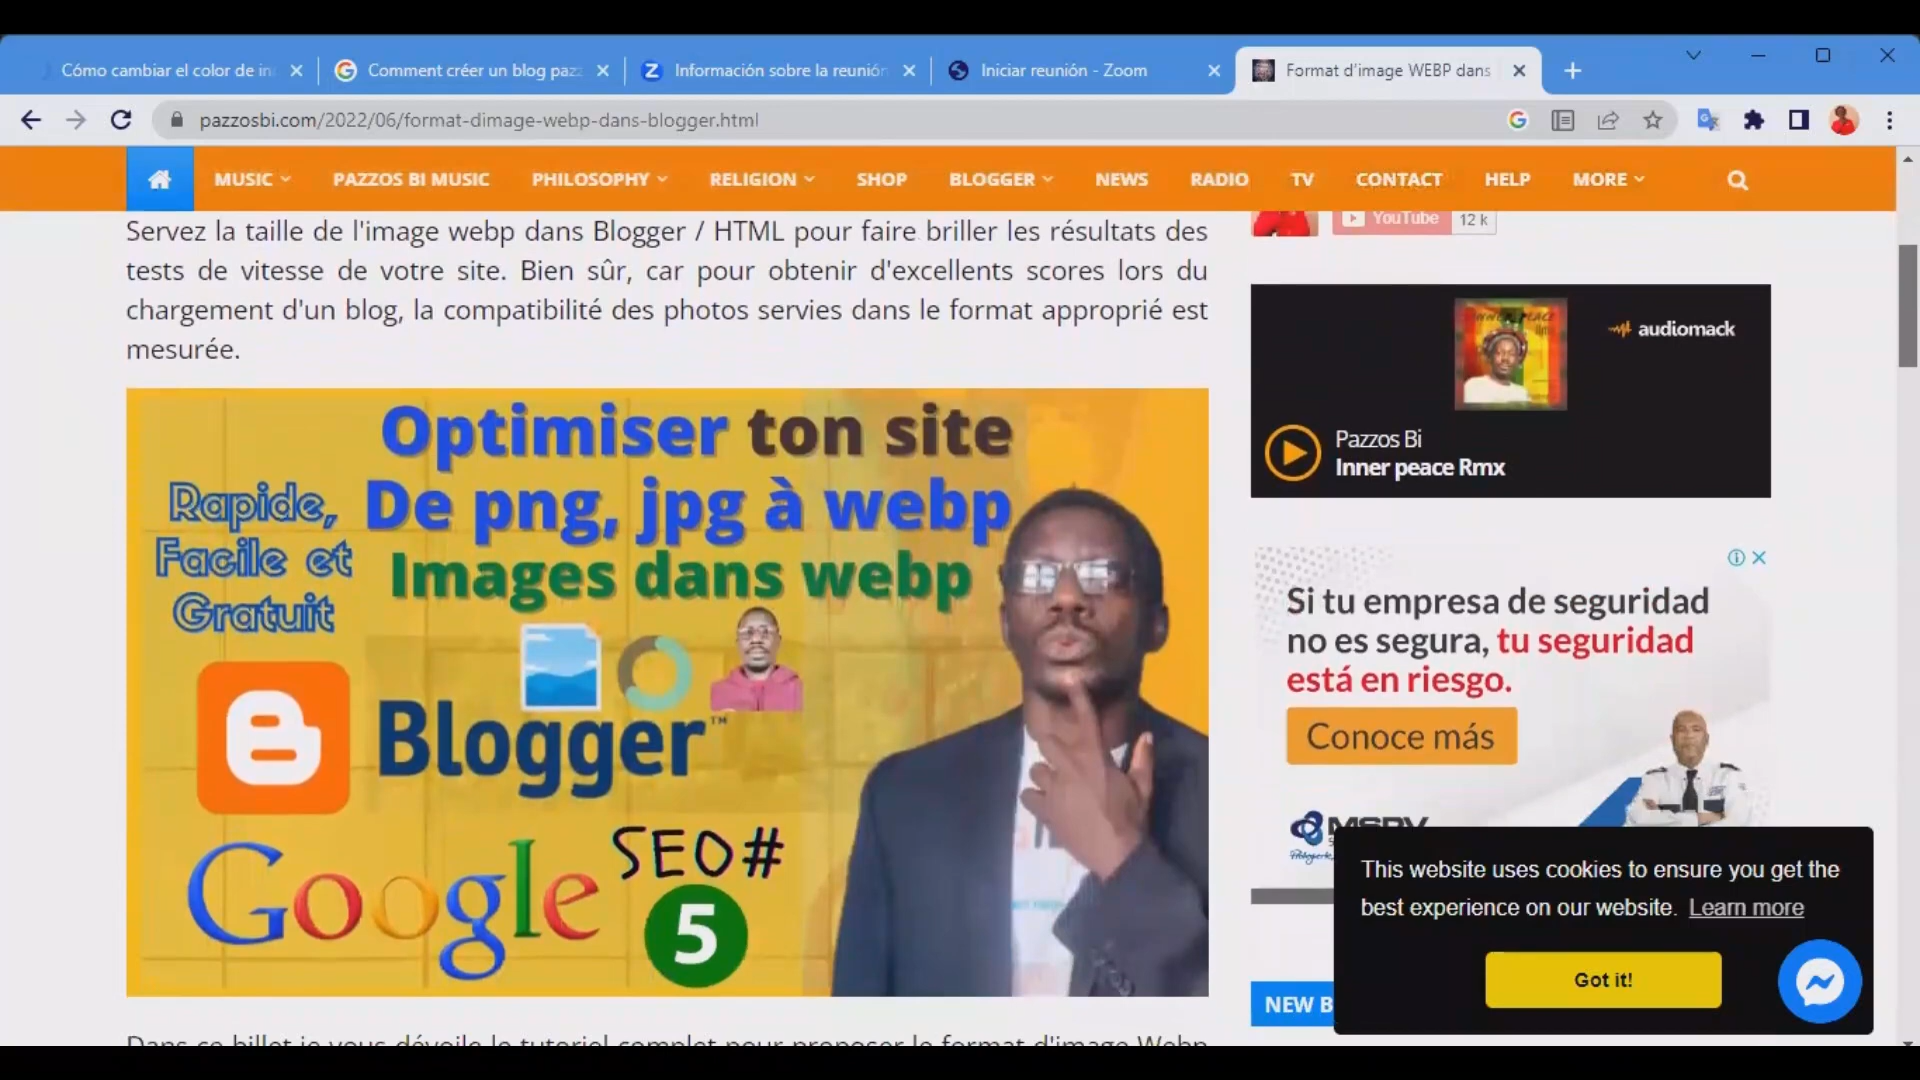 Cómo cambiar el color de in
Comment créer un blog paz
Información sobre la reunión
Iniciar reunión - Zoom
Format d'image WEBP dans
pazzosbi.com/2022/06/format-dimage-webp-dans-blogger.html
MUSIC
PAZZOS BI MUSIC
PHILOSOPHY
RELIGION
SHOP
BLOGGER
NEWS
RADIO
TV
CONTACT
HELP
MORE
Servez la taille de l'image webp dans Blogger / HTML pour faire briller les résultats des
tests de vitesse de votre site. Bien sûr, car pour obtenir d'excellents scores lors du
chargement d'un blog, la compatibilité des photos servies dans le format approprié est
mesurée.
Optimiser ton site
De png, jpg à webp
Images dans webp
Rapide,
Facile et
Gratuit
Blogger™
Google
SEO#
5
Dans ce billet je vous dévoile le tutoriel complet pour proposer le format d'image Webp
YouTube 12 k
INNER PEACE
audiomack
Pazzos Bi
Inner peace Rmx
Si tu empresa de seguridad
no es segura, tu seguridad
está en riesgo.
Conoce más
This website uses cookies to ensure you get the
best experience on our website. Learn more
Got it!
NEW B